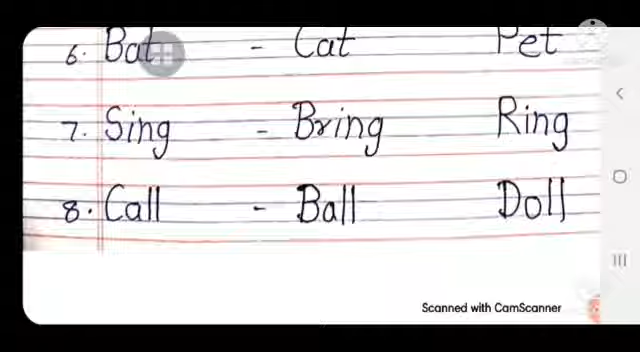 6. Bat - Cat Pet
7. Sing - Bring Ring
8. Call - Ball Doll
Scanned with CamScanner